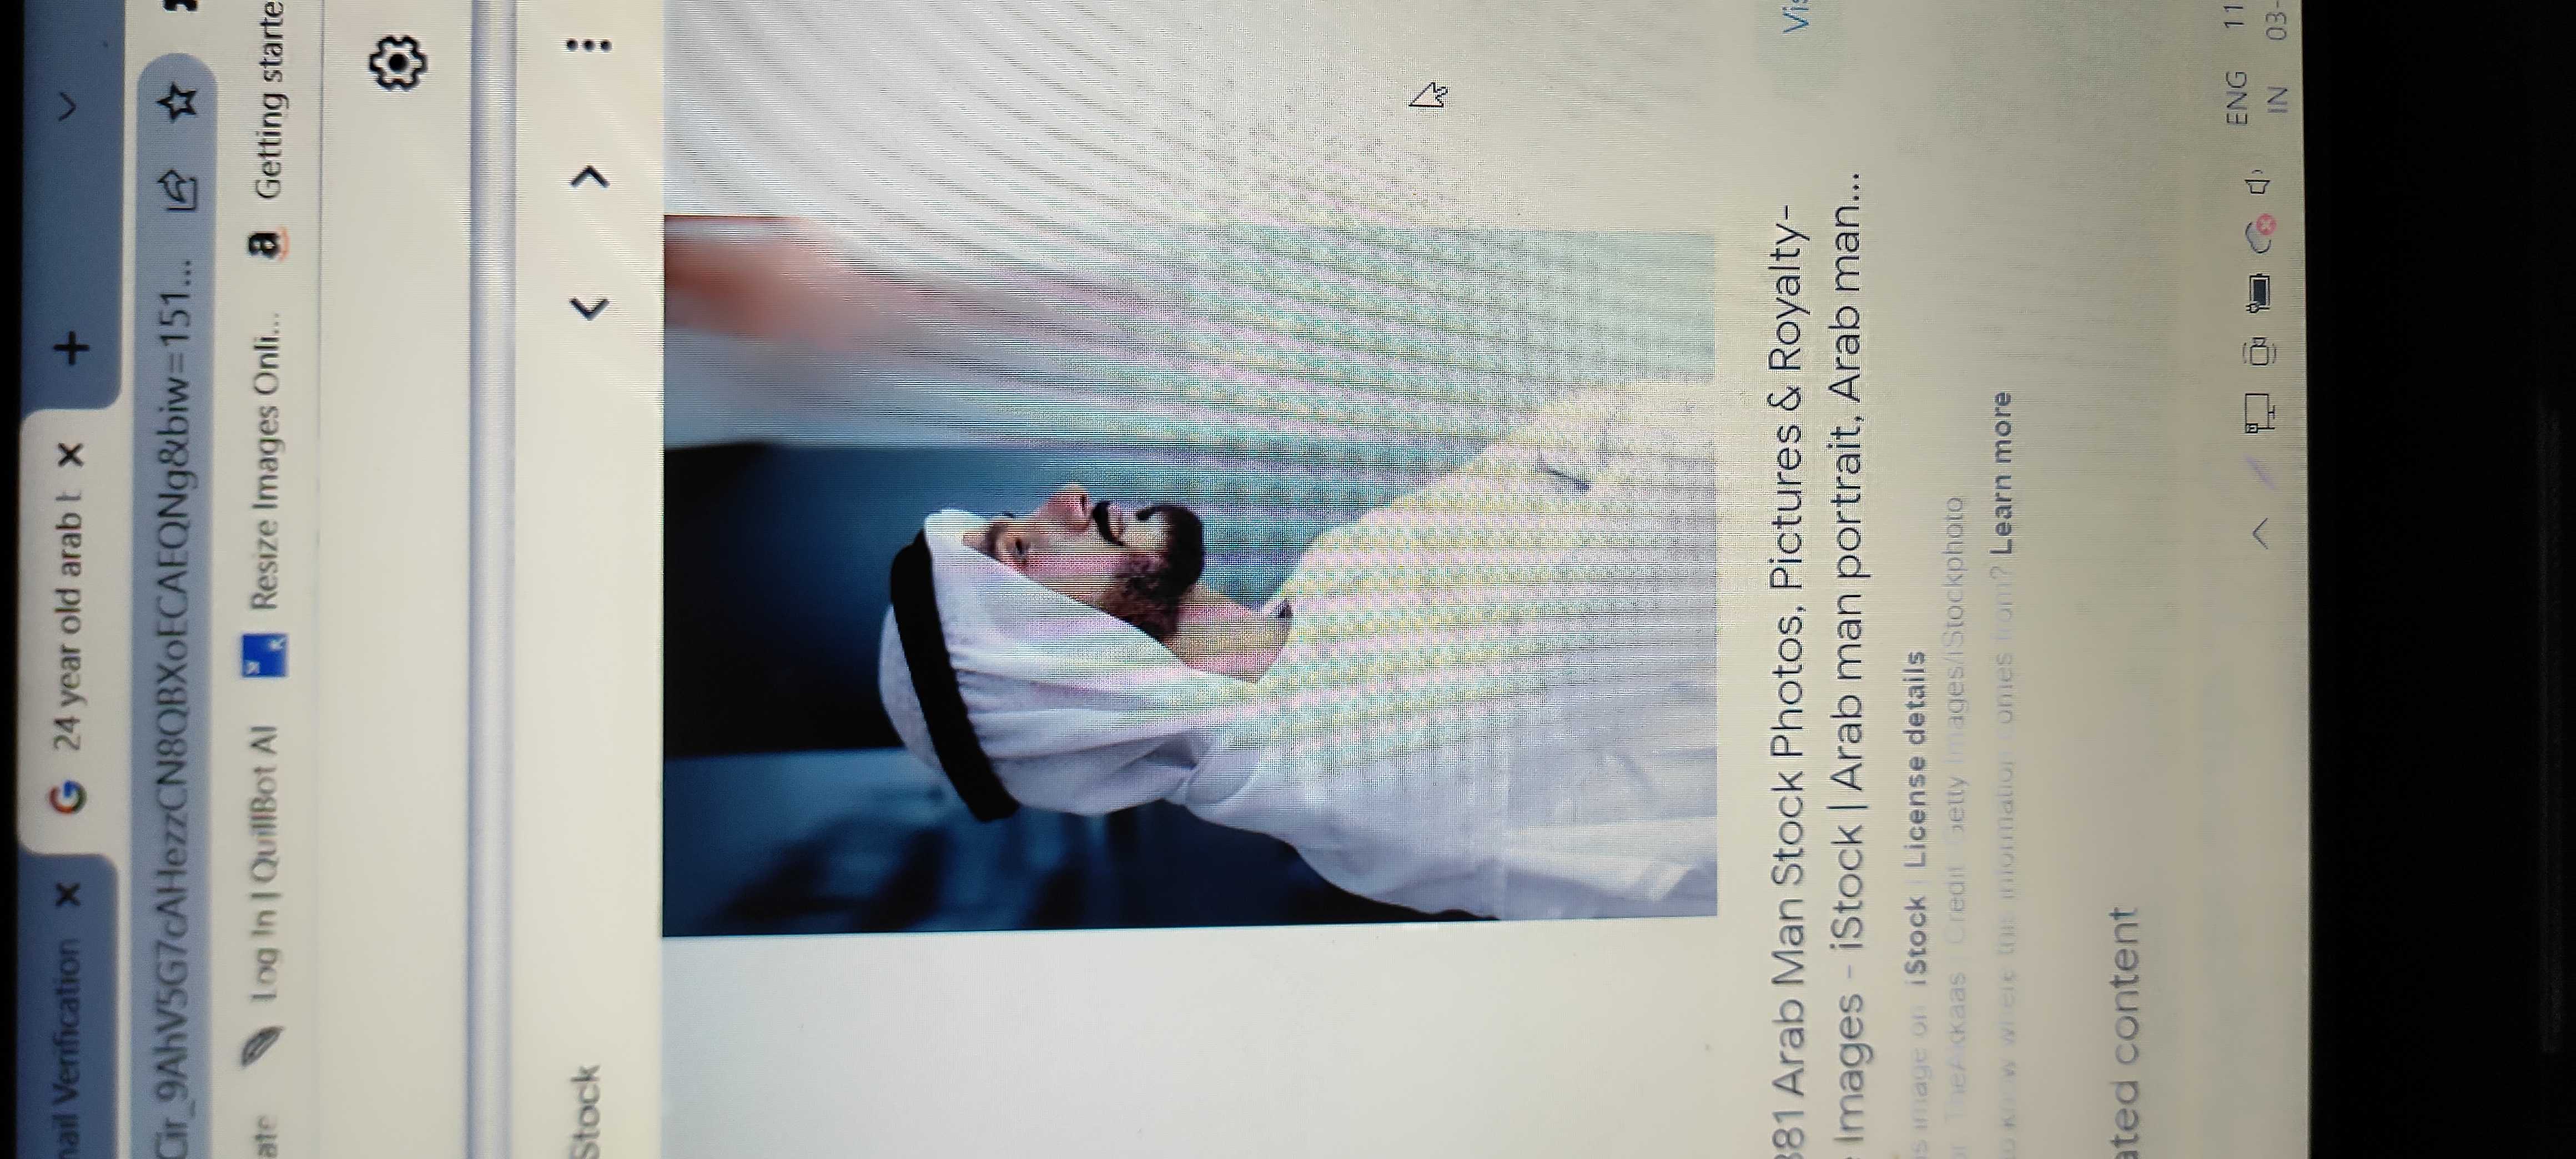 nail Verification
24 year old arab b
Gir_9AhV5G7cAHezzCN8QBXoECAEQNg&biw=151...
ate Log In | QuillBot AI Resize Images Onli... Getting starte
Stock
381 Arab Man Stock Photos, Pictures & Royalty-
Images - iStock | Arab man portrait, Arab man...
is image on iStock License details
or TheAkkaas Credit Getty Images/iStockphoto
to know where this information comes from? Learn more
Vis
ated content
ENG 11
IN 03-